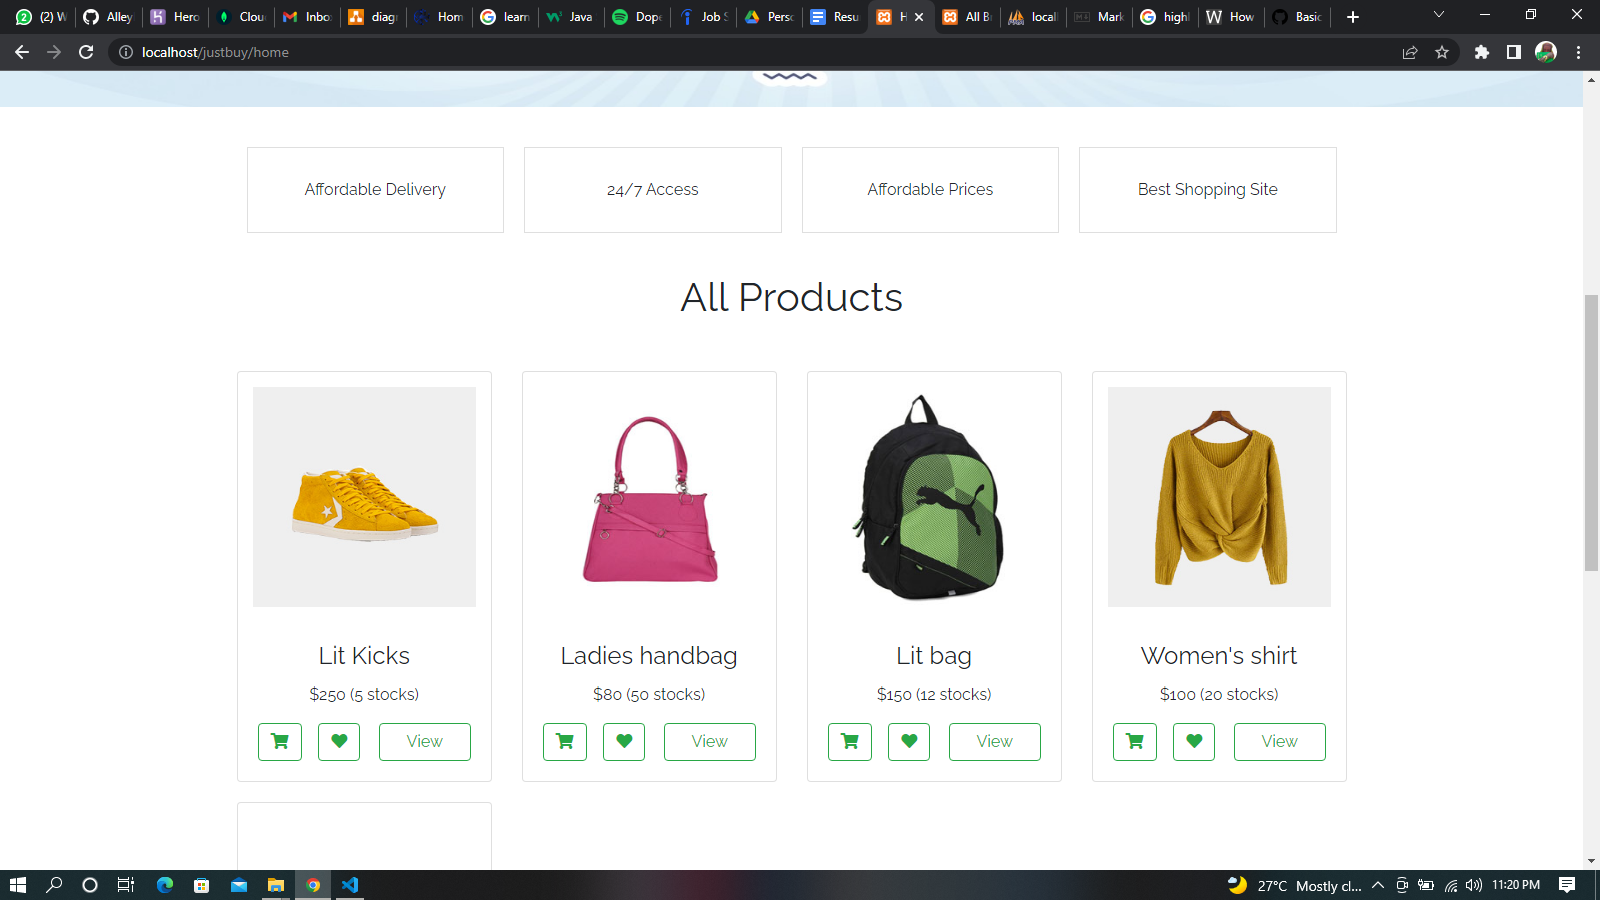 (2) W
Alley
Hero
Clou
Inbo
diag
Hom
learn
Java
Dope
Job S
Perso
Resu
H
All B
local
Mark
highl
How
Basic
localhost/justbuy/home
Affordable Delivery
24/7 Access
Affordable Prices
Best Shopping Site
All Products
Lit Kicks
$250 (5 stocks)
View
Ladies handbag
$80 (50 stocks)
View
Lit bag
$150 (12 stocks)
View
Women's shirt
$100 (20 stocks)
View
27°C Mostly cl...
11:20 PM